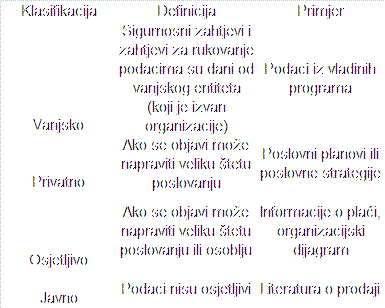 Klasifikacija Definicija Primjer
Sigurnosni zahtjevi i
zahtjevi za rukovanje
podacima su dani od
vanjskog entiteta
(koji je izvan
organizacije)
Podaci iz vladinih
programa
Vanjsko
Ako se objavi može
napraviti veliku štetu
poslovanju
Poslovni planovi ili
poslovne strategije
Privatno
Ako se objavi može
napraviti veliku štetu
poslovanju ili osoblju
Informacije o plaći,
organizacijski
dijagram
Osjetljivo
Podaci nisu osjetljivi
Literatura o prodaji
Javno